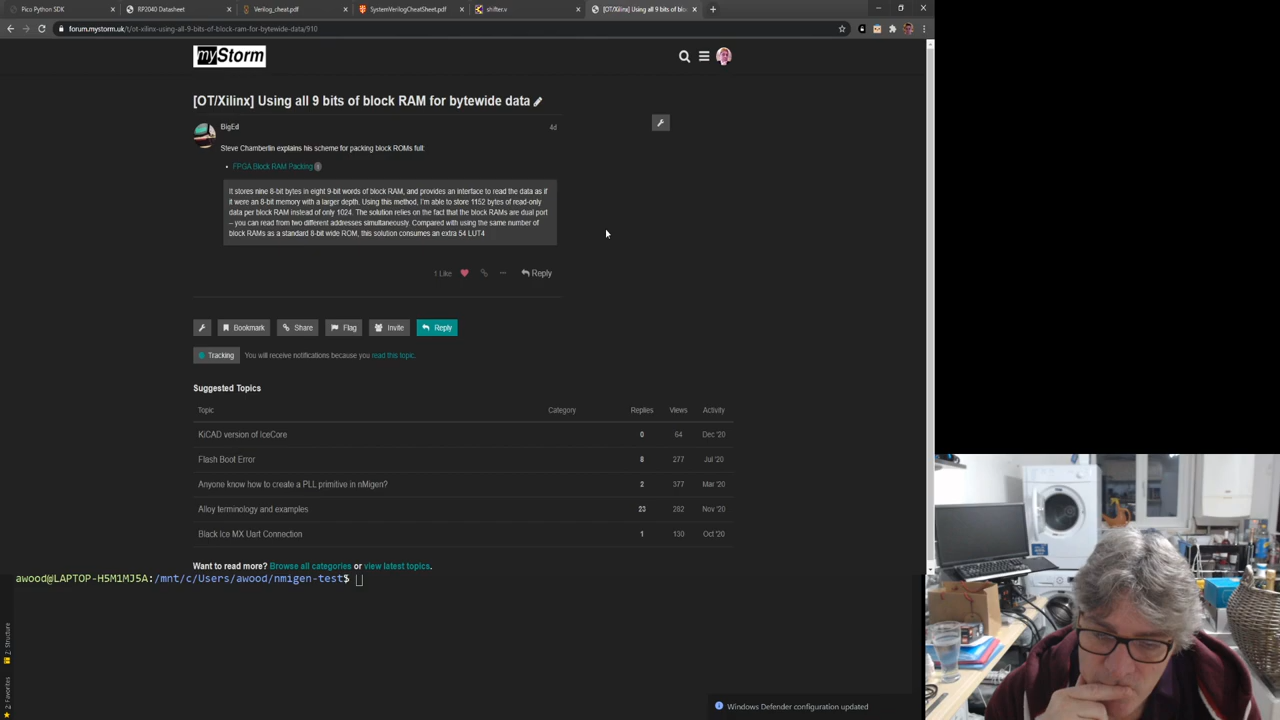 Pico Python SDK
RP2040 Datasheet
Verilog_cheat.pdf
SystemVerilogCheatSheet.pdf
shifter.v
[OT/Xilinx] Using all 9 bits of bloc
forum.mystorm.uk/t/ot-xilinx-using-all-9-bits-of-block-ram-for-bytewide-data/910
myStorm
[OT/Xilinx] Using all 9 bits of block RAM for bytewide data
BigEd
4d
Steve Chamberlin explains his scheme for packing block ROMs full:
• FPGA Block RAM Packing 1
It stores nine 8-bit bytes in eight 9-bit words of block RAM, and provides an interface to read the data as if
it were an 8-bit memory with a larger depth. Using this method, I'm able to store 1152 bytes of read-only
data per block RAM instead of only 1024. The solution relies on the fact that the block RAMs are dual port
– you can read from two different addresses simultaneously. Compared with using the same number of
block RAMs as a standard 8-bit wide ROM, this solution consumes an extra 54 LUT4
1 Like
Reply
Bookmark
Share
Flag
Invite
Reply
Tracking
You will receive notifications because you read this topic.
Suggested Topics
Topic Category Replies Views Activity
KiCAD version of IceCore 0 64 Dec '20
Flash Boot Error 8 277 Jul '20
Anyone know how to create a PLL primitive in nMigen? 2 377 Mar '20
Alloy terminology and examples 23 282 Nov '20
Black Ice MX Uart Connection 1 130 Oct '20
Want to read more? Browse all categories or view latest topics.
awood@LAPTOP-H5M1MJ5A:/mnt/c/Users/awood/nmigen-test$
Z: Structure
2: Favorites
Windows Defender configuration updated